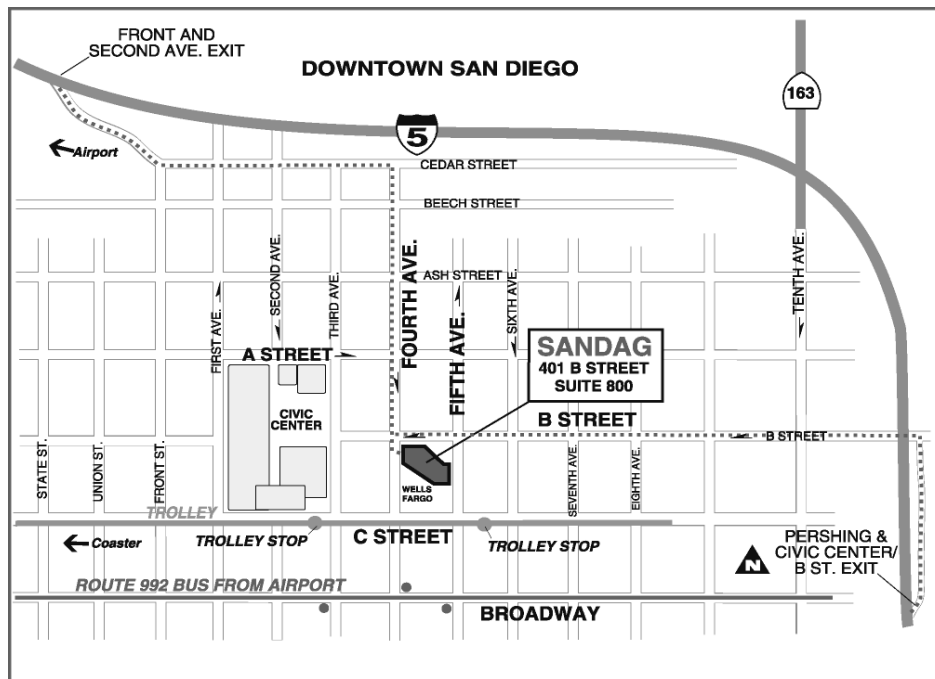 FRONT AND
SECOND AVE. EXIT
DOWNTOWN SAN DIEGO
163
5
Airport
CEDAR STREET
BEECH STREET
ASH STREET
FIRST AVE.
SECOND AVE.
THIRD AVE.
FOURTH AVE.
FIFTH AVE.
SIXTH AVE.
TENTH AVE.
A STREET
SANDAG
401 B STREET
SUITE 800
CIVIC
CENTER
B STREET
B STREET
STATE ST.
UNION ST.
FRONT ST.
WELLS
FARGO
SEVENTH AVE.
EIGHTH AVE.
TROLLEY
Coaster
TROLLEY STOP
C STREET
TROLLEY STOP
PERSHING &
CIVIC CENTER/
B ST. EXIT
N
ROUTE 992 BUS FROM AIRPORT
BROADWAY